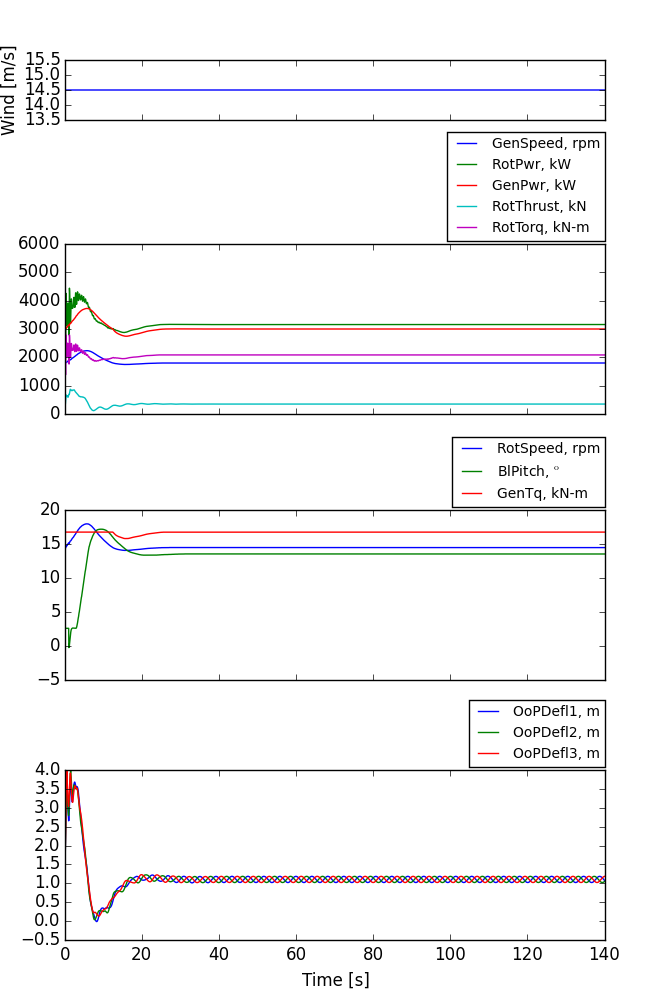 Wind [m/s]
15.5
15.0
14.5
14.0
13.5
GenSpeed, rpm
RotPwr, kW
GenPwr, kW
RotThrust, kN
RotTorq, kN-m
6000
5000
4000
3000
2000
1000
0
RotSpeed, rpm
BlPitch, °
GenTq, kN-m
20
15
10
5
0
−5
OoPDefl1, m
OoPDefl2, m
OoPDefl3, m
4.0
3.5
3.0
2.5
2.0
1.5
1.0
0.5
0.0
−0.5
0 20 40 60 80 100 120 140
Time [s]